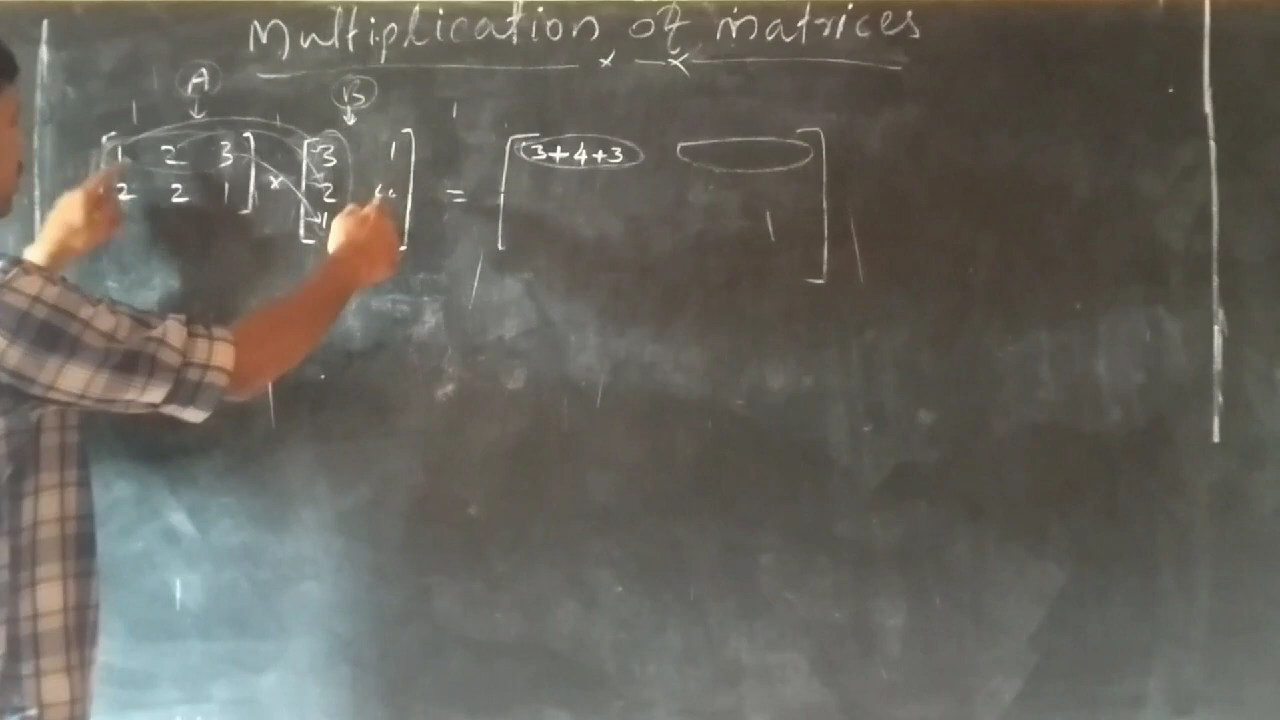 Multiplication of matrices
A B
1 2 3 3 1 3+4+3
2 2 1 × 2 =
1